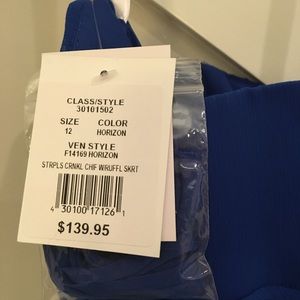 CLASS/STYLE
30101502
SIZE COLOR
12 HORIZON
VEN STYLE
F14169 HORIZON
STRPLS CRNKL CHIF W/RUFFL SKRT
4 30100 17126 1
$139.95